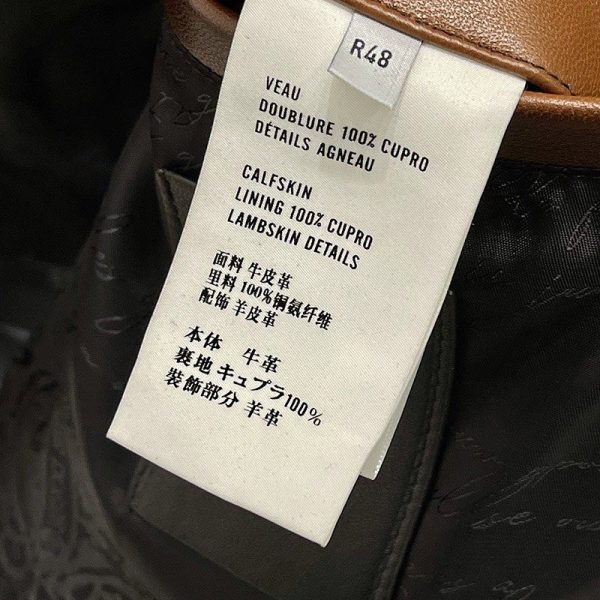 R48
VEAU
DOUBLURE 100% CUPRO
DÉTAILS AGNEAU
CALFSKIN
LINING 100% CUPRO
LAMBSKIN DETAILS
面料 牛皮革
里料 100%铜氨纤维
配饰 羊皮革
本体 牛革
裏地 キュプラ100%
装飾部分 羊革